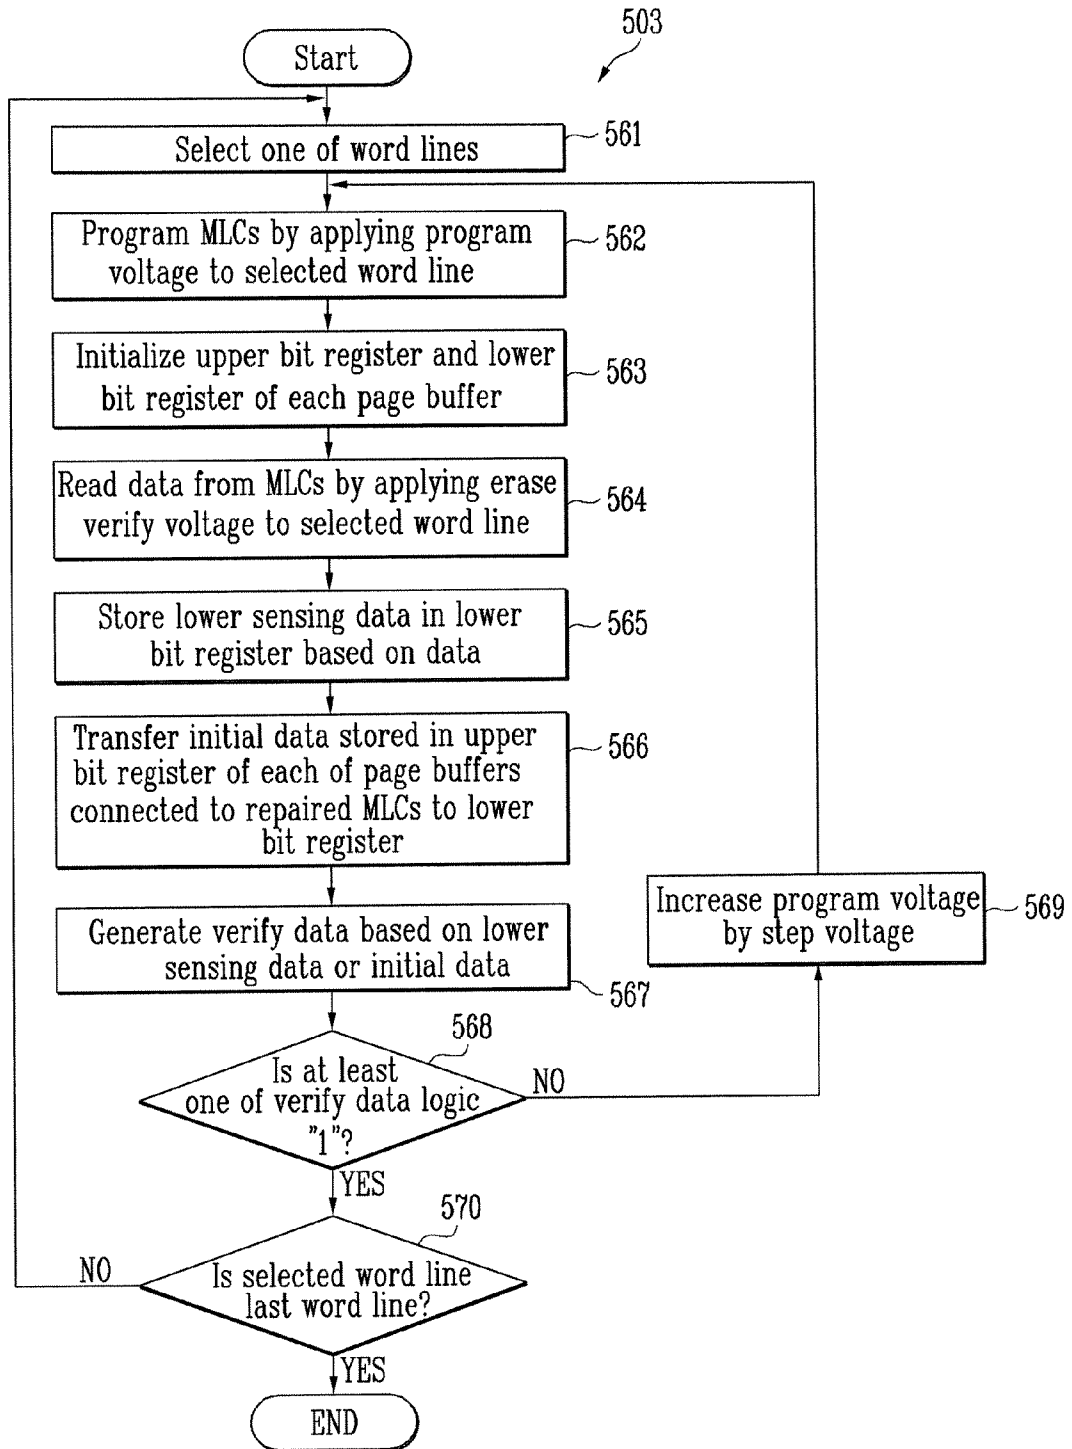 503
Start
Select one of word lines
561
Program MLCs by applying program
voltage to selected word line
562
Initialize upper bit register and lower
bit register of each page buffer
563
Read data from MLCs by applying erase
verify voltage to selected word line
564
Store lower sensing data in lower
bit register based on data
565
Transfer initial data stored in upper
bit register of each of page buffers
connected to repaired MLCs to lower
bit register
566
Generate verify data based on lower
sensing data or initial data
567
Increase program voltage
by step voltage
569
568
Is at least
one of verify data logic
"1"?
NO
YES
570
Is selected word line
last word line?
NO
YES
END